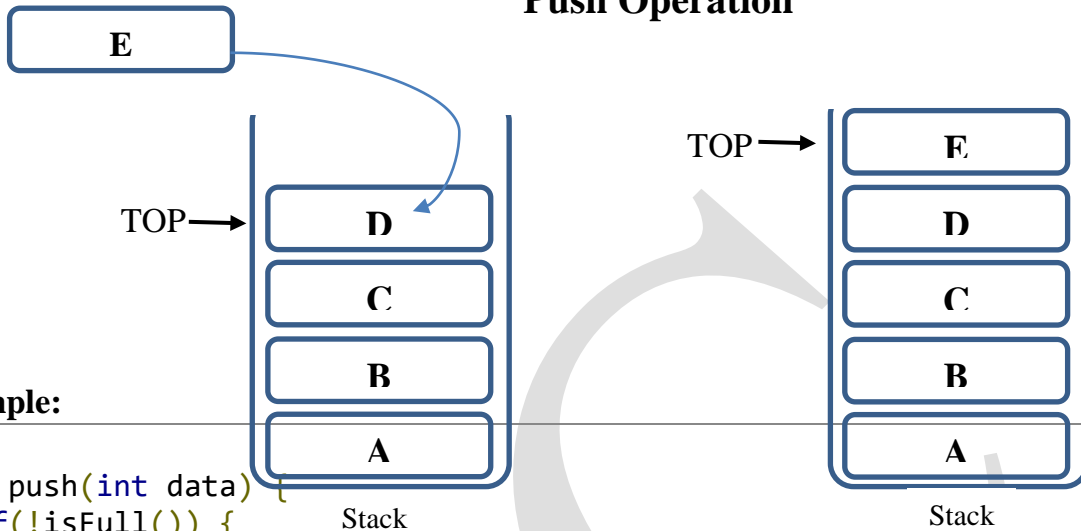 Push Operation
E
TOP
E
TOP
D
D
C
C
B
B
A
A
push(int data) {
(!isFull()) {
Stack
Stack